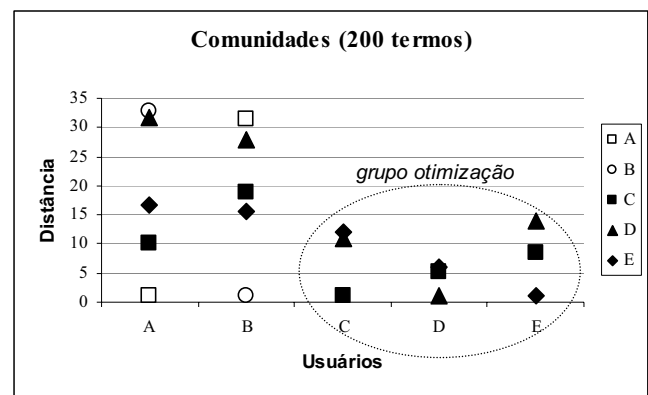 Comunidades (200 termos)
35
30
25
20
15
10
5
0
Distância
grupo otimização
A B C D E
Usuários
A
B
C
D
E